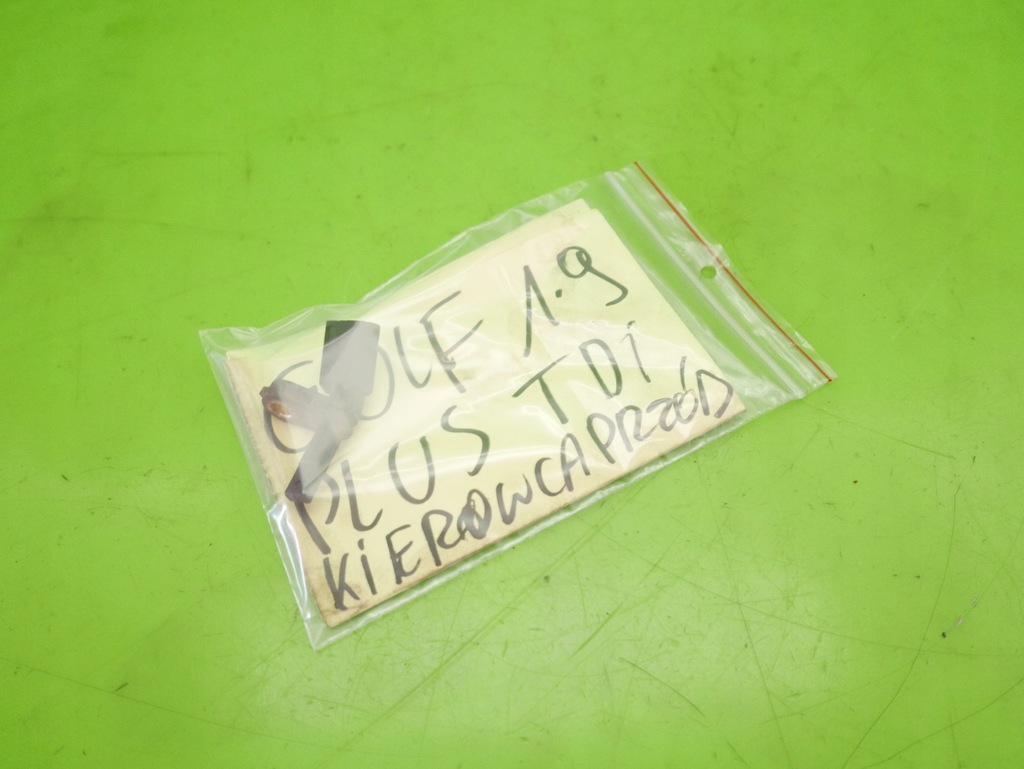 GOLF 1.9
PLUS TDi
KiEROWCA PRZÓD